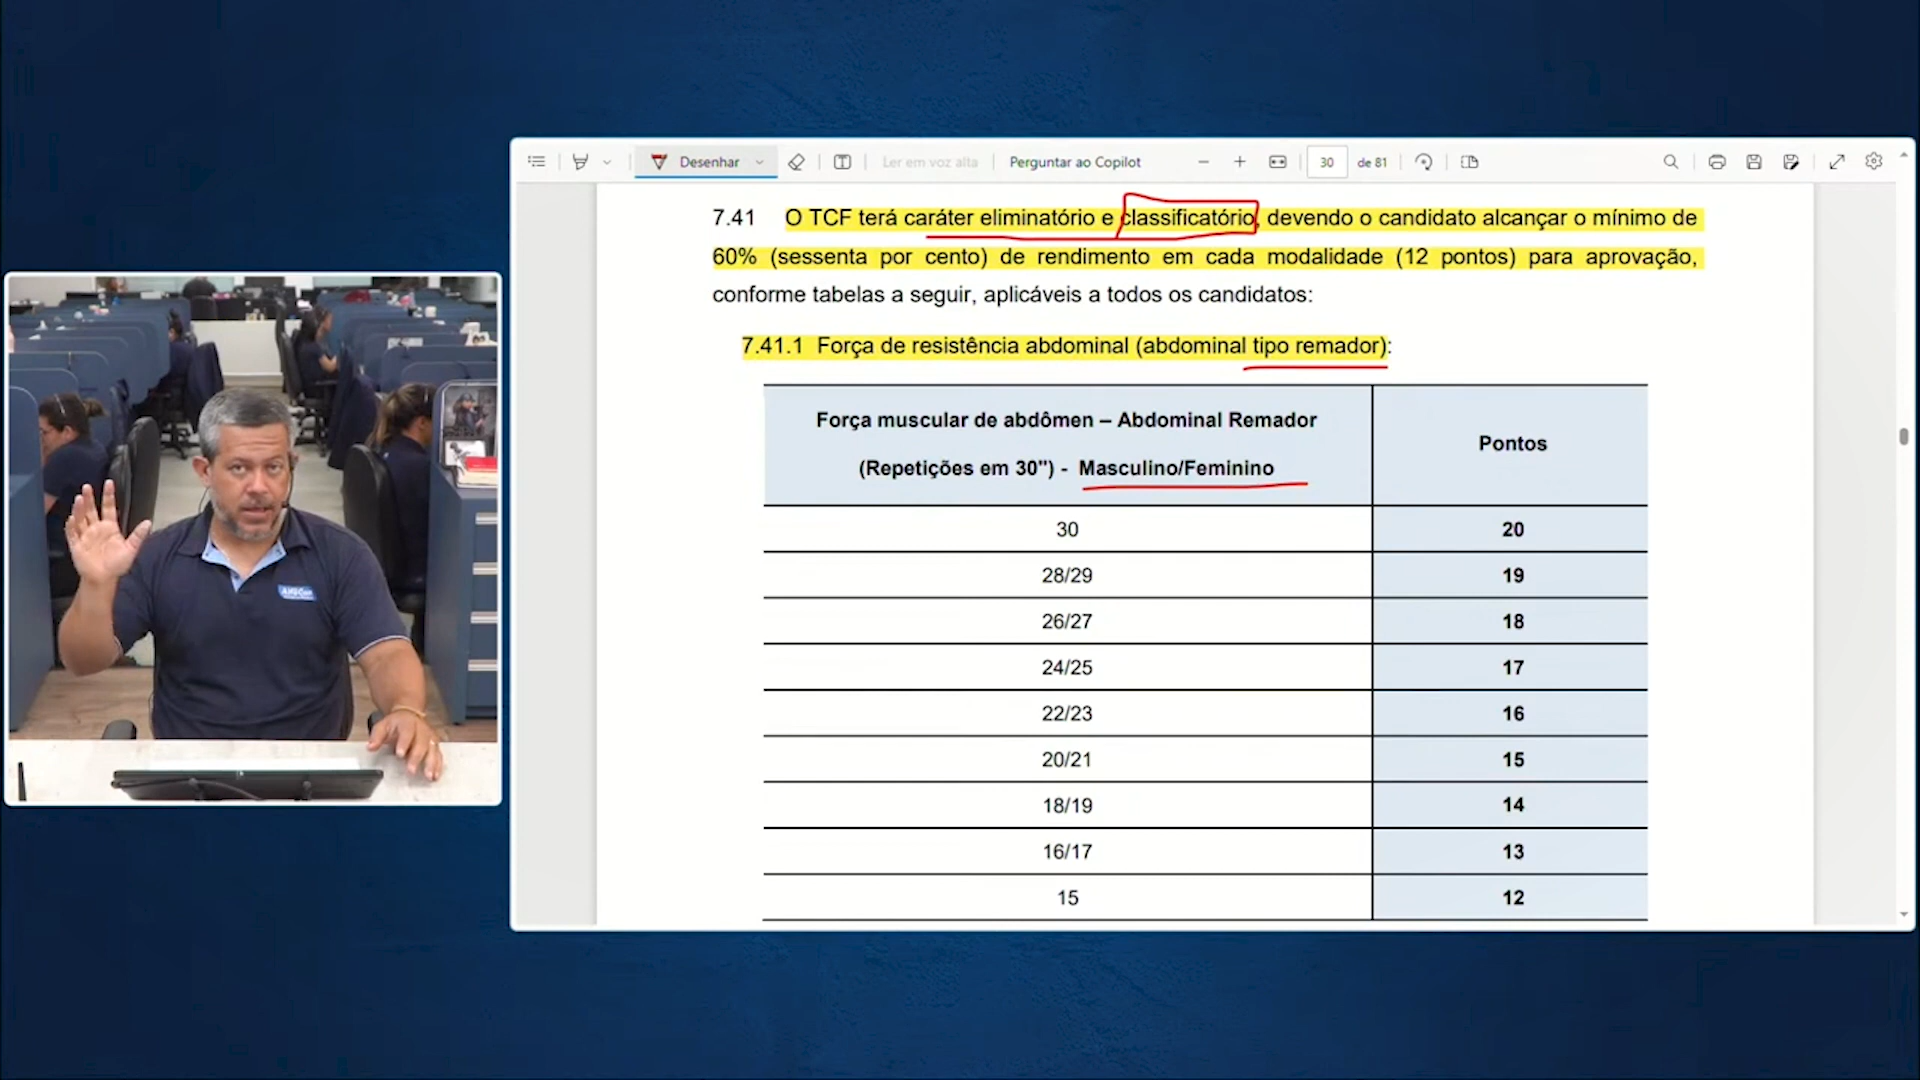 Desenhar
Ler em voz alta
Perguntar ao Copilot
30
de 81
7.41 O TCF terá caráter eliminatório e classificatório, devendo o candidato alcançar o mínimo de
60% (sessenta por cento) de rendimento em cada modalidade (12 pontos) para aprovação,
conforme tabelas a seguir, aplicáveis a todos os candidatos:
7.41.1 Força de resistência abdominal (abdominal tipo remador):
Força muscular de abdômen – Abdominal Remador
(Repetições em 30") - Masculino/Feminino
Pontos
30 20
28/29 19
26/27 18
24/25 17
22/23 16
20/21 15
18/19 14
16/17 13
15 12